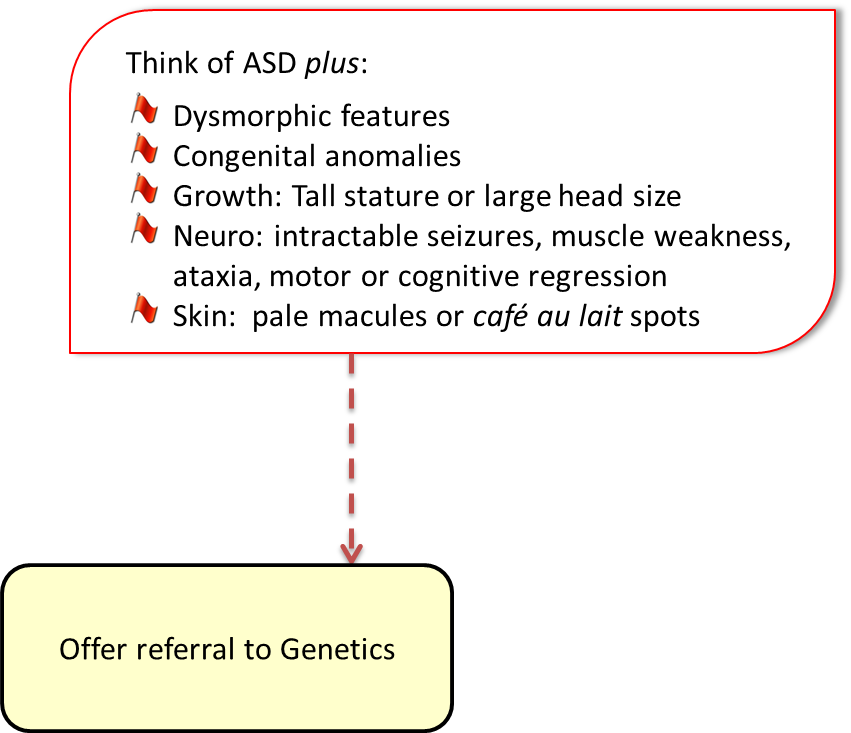 Think of ASD plus:
Dysmorphic features
Congenital anomalies
Growth: Tall stature or large head size
Neuro: intractable seizures, muscle weakness,
ataxia, motor or cognitive regression
Skin:  pale macules or café au lait spots
Offer referral to Genetics